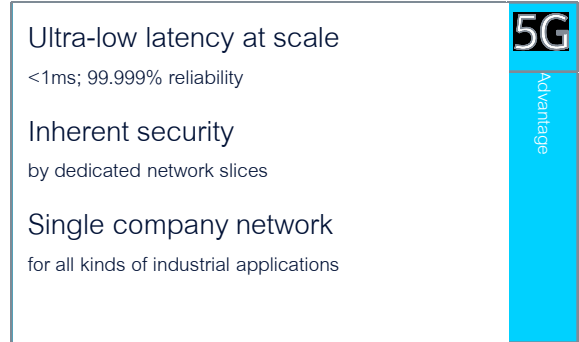 Ultra-low latency at scale
<1ms; 99.999% reliability
Inherent security
by dedicated network slices
Single company network
for all kinds of industrial applications
5G
Advantage